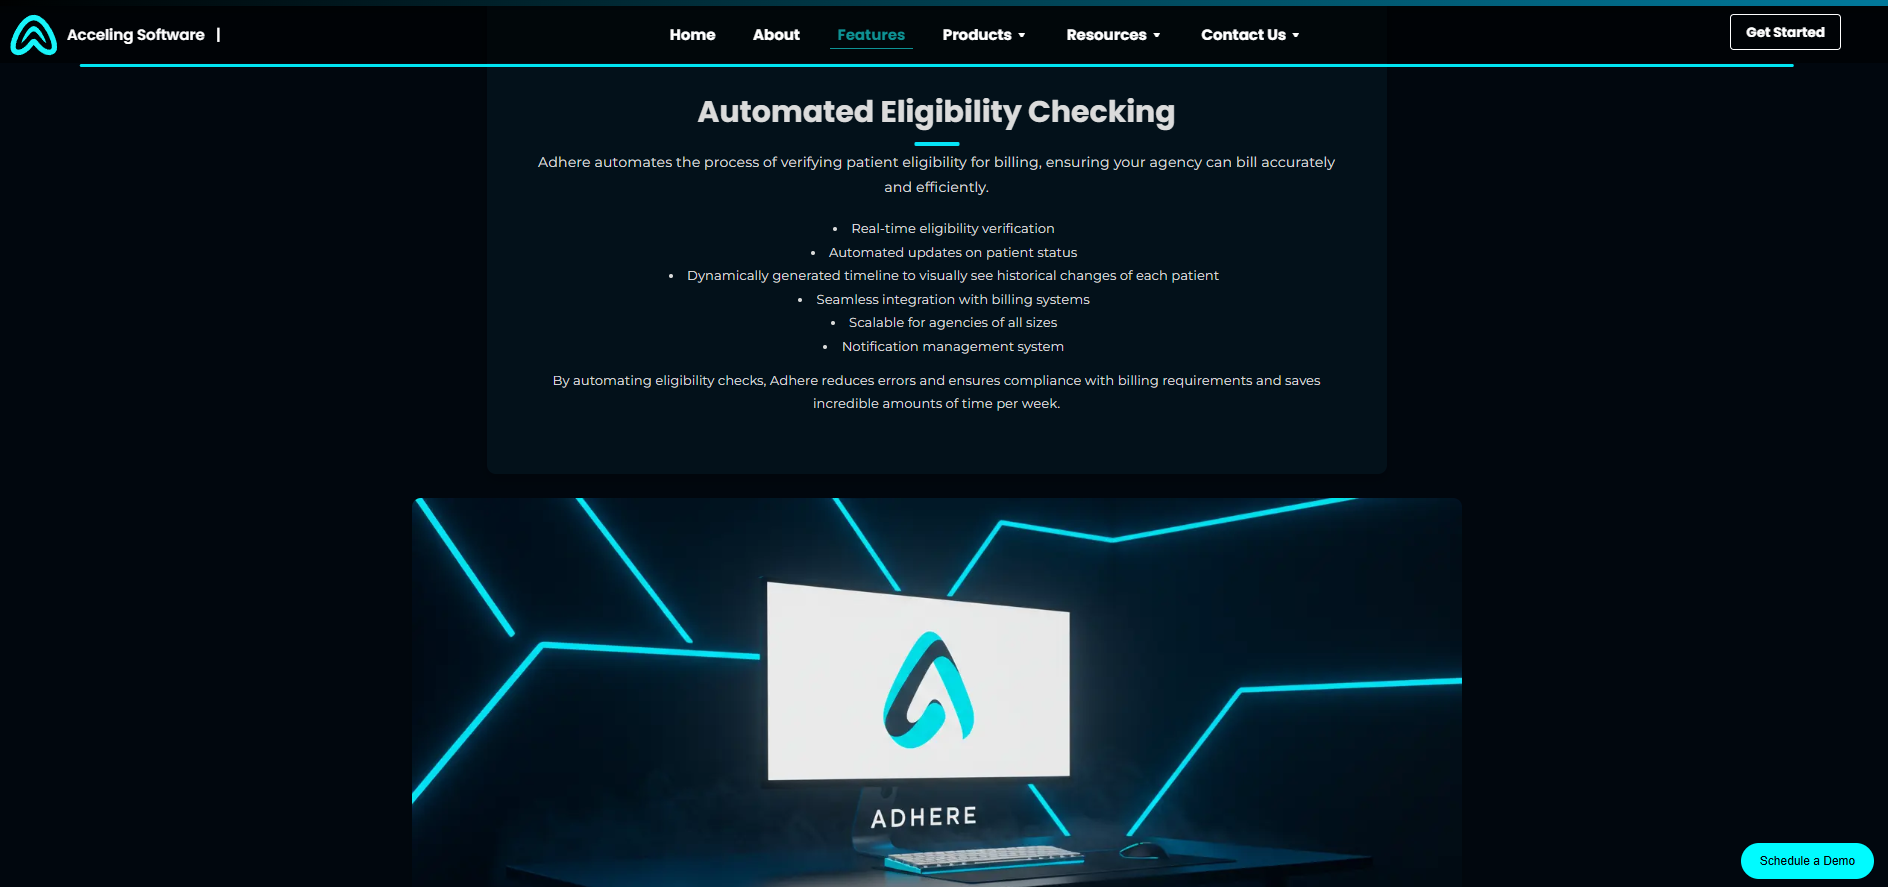 Acceling Software |
Home
About
Features
Products
Resources
Contact Us
Get Started
Automated Eligibility Checking
Adhere automates the process of verifying patient eligibility for billing, ensuring your agency can bill accurately
and efficiently.
• Real-time eligibility verification
• Automated updates on patient status
• Dynamically generated timeline to visually see historical changes of each patient
• Seamless integration with billing systems
• Scalable for agencies of all sizes
• Notification management system
By automating eligibility checks, Adhere reduces errors and ensures compliance with billing requirements and saves
incredible amounts of time per week.
ADHERE
Schedule a Demo